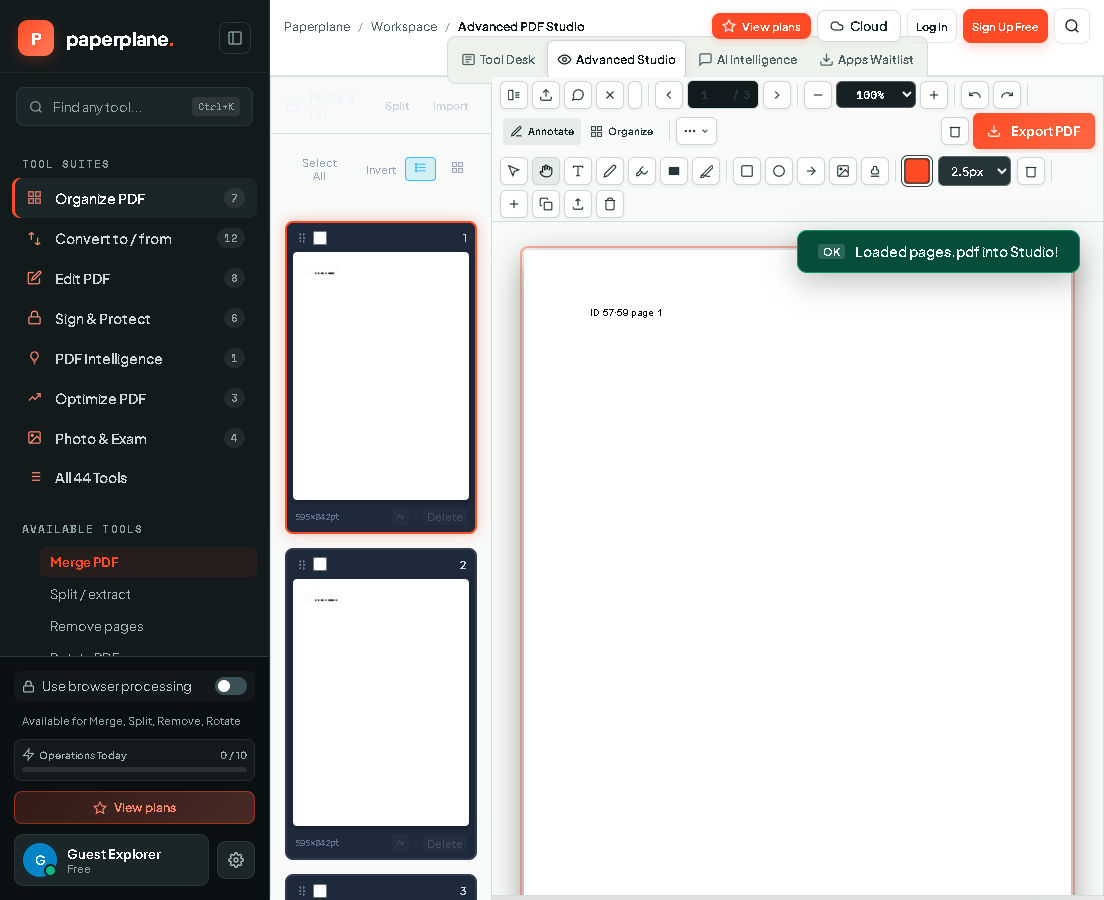 P paperplane.
Find any tool... Ctrl+K
TOOL SUITES
Organize PDF 7
Convert to / from 12
Edit PDF 8
Sign & Protect 6
PDF Intelligence 1
Optimize PDF 3
Photo & Exam 4
All 44 Tools
AVAILABLE TOOLS
Merge PDF
Split / extract
Remove pages
Rotate PDF
Use browser processing
Available for Merge, Split, Remove, Rotate
Operations Today 0 / 10
View plans
G Guest Explorer
Free
Paperplane / Workspace / Advanced PDF Studio
View plans Cloud Log In Sign Up Free
Tool Desk Advanced Studio AI Intelligence Apps Waitlist
PAGES (3) Split Import
Select All Invert
1
595×842pt Delete
2
595×842pt Delete
3
1 / 3 100%
Annotate Organize Export PDF
2.5px
OK Loaded pages.pdf into Studio!
ID 57-59 page 1